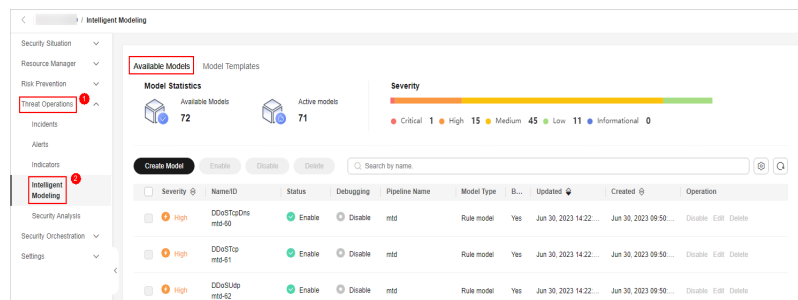 / Intelligent Modeling
Security Situation
Resource Manager
Risk Prevention
Threat Operations 1
Incidents
Alerts
Indicators
Intelligent Modeling 2
Security Analysis
Security Orchestration
Settings
Available Models Model Templates
Model Statistics
Available Models
72
Active models
71
Severity
Critical 1 High 15 Medium 45 Low 11 Informational 0
Create Model Enable Disable Delete Search by name.
Severity Name/ID Status Debugging Pipeline Name Model Type B... Updated Created Operation
High DDoSTcpDns mtd-60 Enable Disable mtd Rule model Yes Jun 30, 2023 14:22:... Jun 30, 2023 09:50:... Disable Edit Delete
High DDoSTcp mtd-61 Enable Disable mtd Rule model Yes Jun 30, 2023 14:22:... Jun 30, 2023 09:50:... Disable Edit Delete
High DDoSUdp mtd-62 Enable Disable mtd Rule model Yes Jun 30, 2023 14:22:... Jun 30, 2023 09:50:... Disable Edit Delete